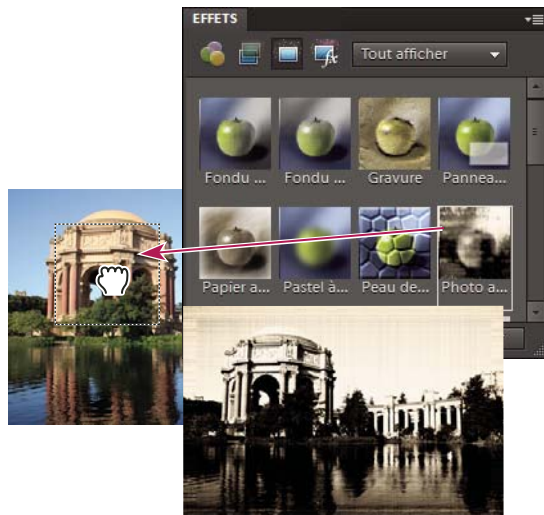 EFFETS
Tout afficher
Fondu ... Fondu ... Gravure Pannea...
Papier a... Pastel à... Peau de... Photo a...